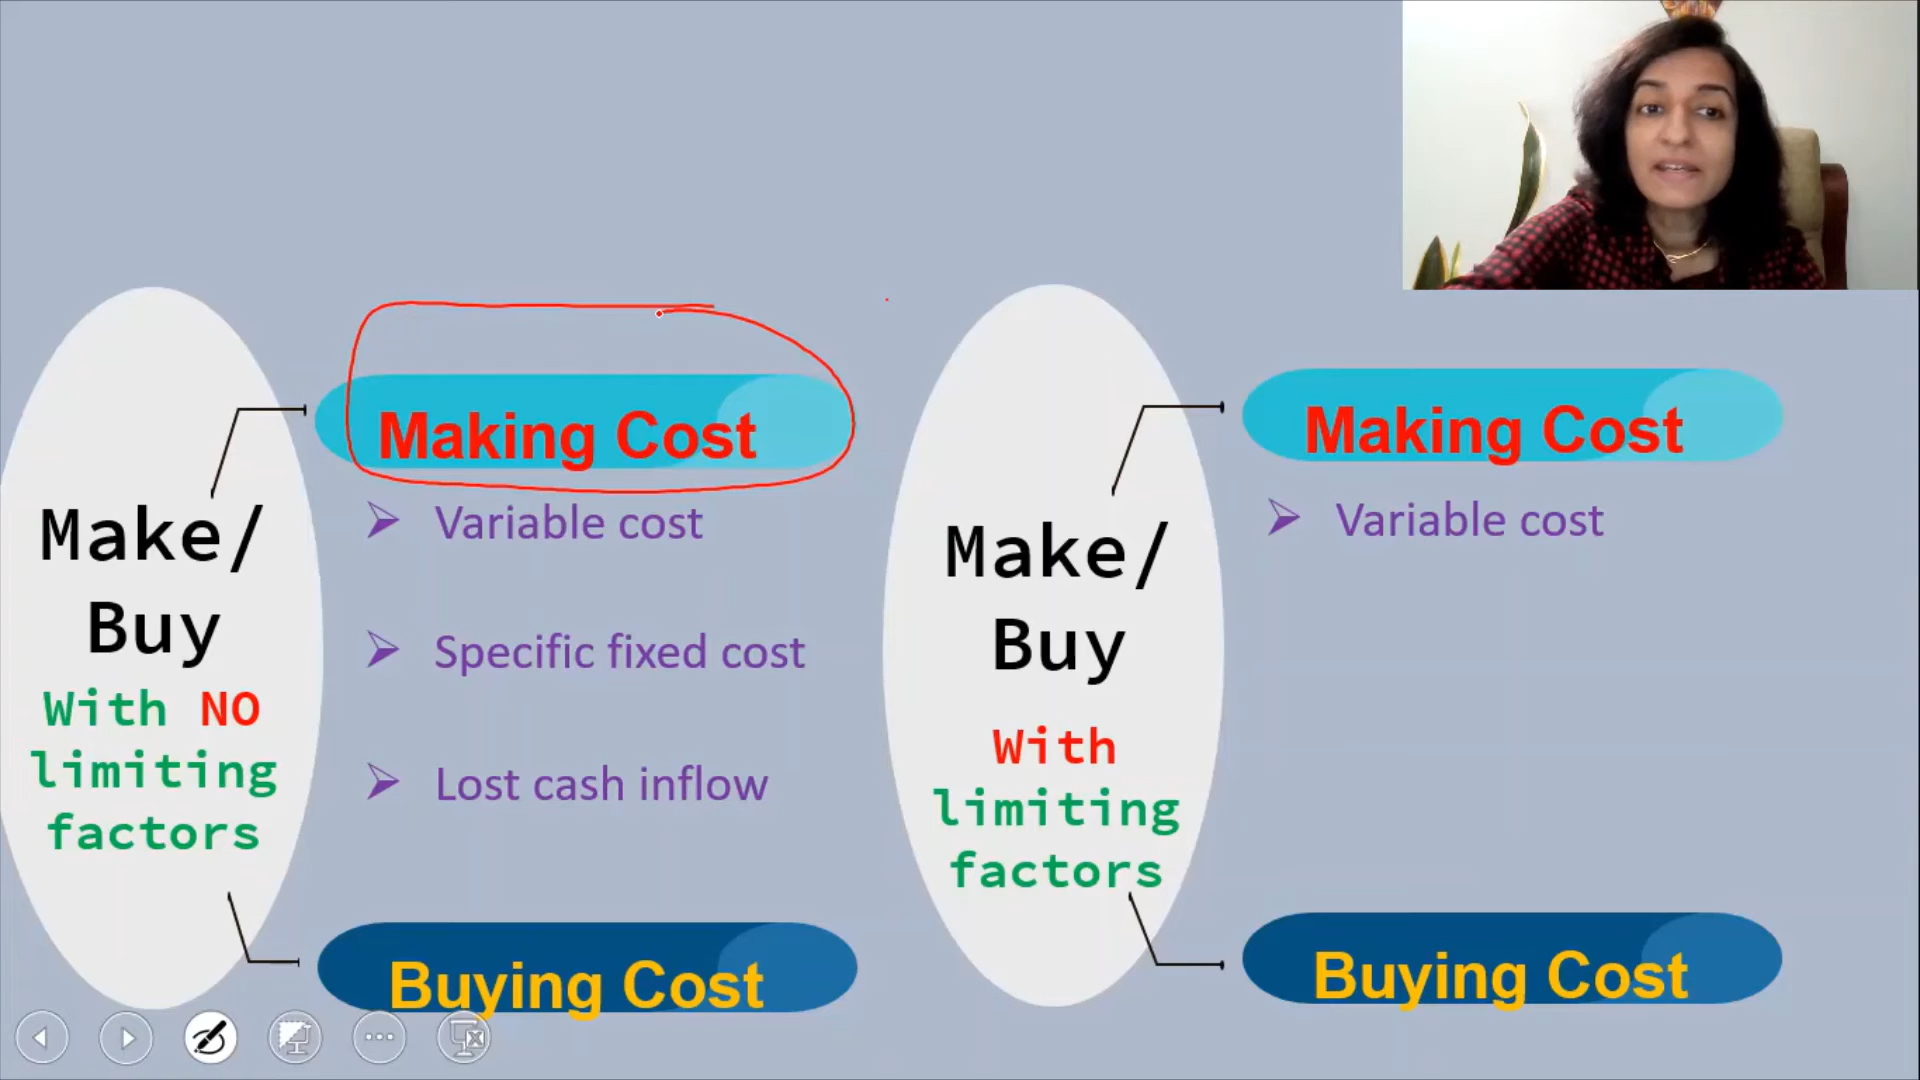 Make/
Buy
With NO
limiting
factors
Making Cost
Variable cost
Specific fixed cost
Lost cash inflow
Buying Cost
Make/
Buy
With
limiting
factors
Making Cost
Variable cost
Buying Cost